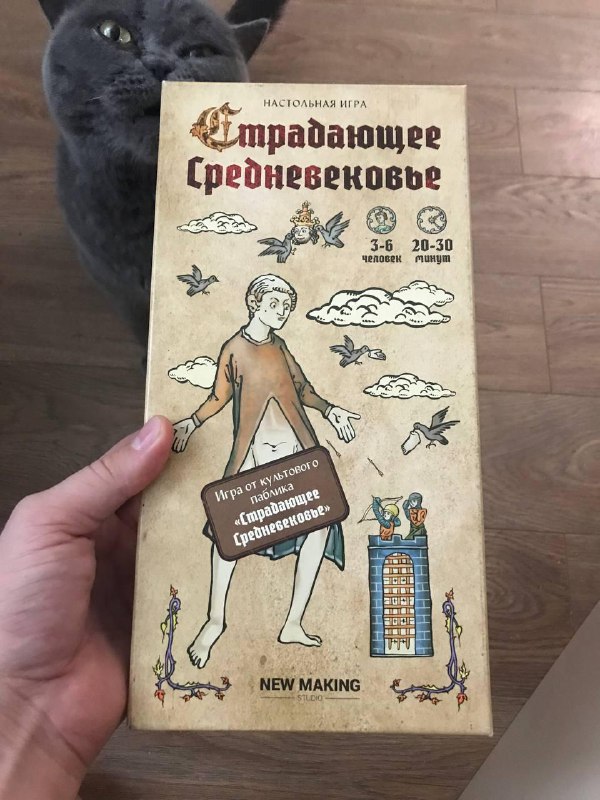 НАСТОЛЬНАЯ ИГРА
Страдающее
Средневековье
3-6 20-30
человек минут
Игра от культового
паблика
«Страдающее
Средневековье»
NEW MAKING
STUDIO